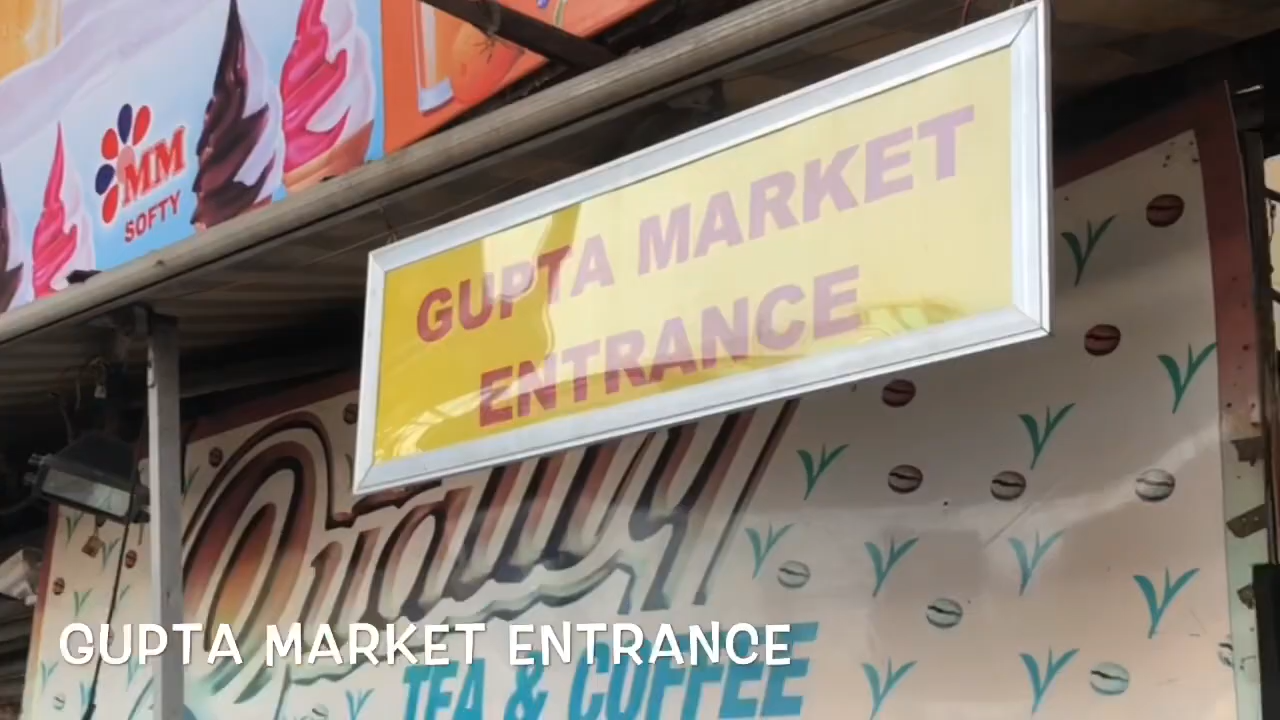 MM
SOFTY
GUPTA MARKET
ENTRANCE
Quality
TEA & COFFEE
GUPTA MARKET ENTRANCE